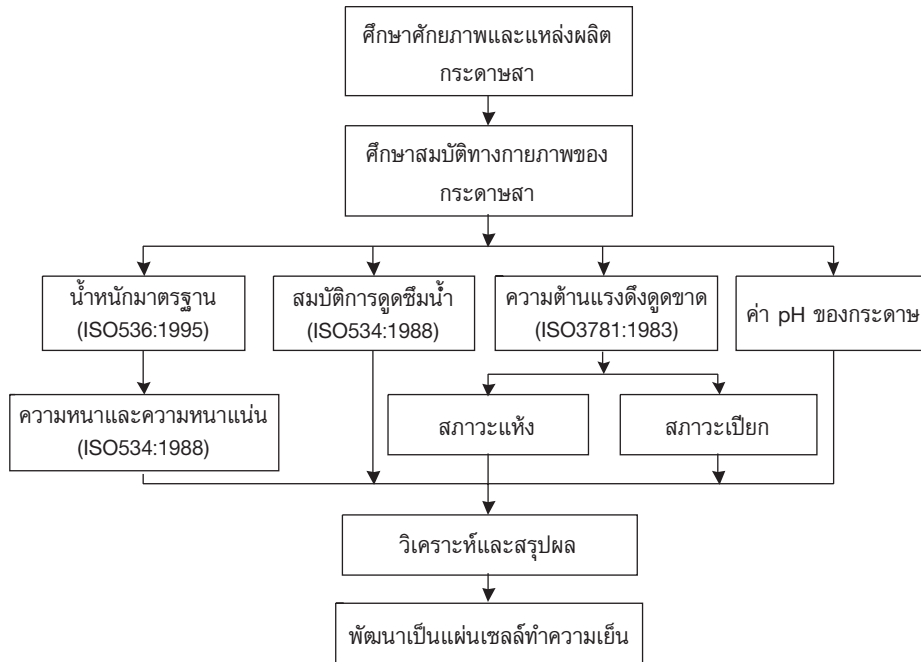 ศึกษาศักยภาพและแหล่งผลิต
กระดาษสา
ศึกษาสมบัติทางกายภาพของ
กระดาษสา
น้ำหนักมาตรฐาน
(ISO536:1995)
สมบัติการดูดซึมน้ำ
(ISO534:1988)
ความต้านแรงดึงดูดขาด
(ISO3781:1983)
ค่า pH ของกระดาษ
ความหนาและความหนาแน่น
(ISO534:1988)
สภาวะแห้ง
สภาวะเปียก
วิเคราะห์และสรุปผล
พัฒนาเป็นแผ่นเซลล์ทำความเย็น